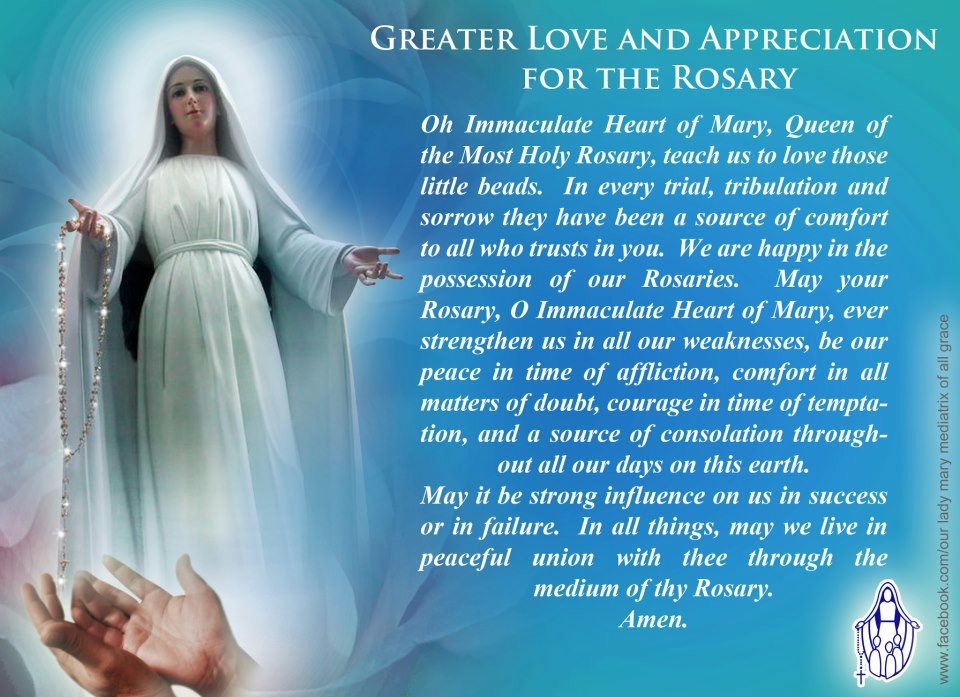 GREATER LOVE AND APPRECIATION
FOR THE ROSARY
Oh Immaculate Heart of Mary, Queen of
the Most Holy Rosary, teach us to love those
little beads. In every trial, tribulation and
sorrow they have been a source of comfort
to all who trusts in you. We are happy in the
possession of our Rosaries. May your
Rosary, O Immaculate Heart of Mary, ever
strengthen us in all our weaknesses, be our
peace in time of affliction, comfort in all
matters of doubt, courage in time of tempta-
tion, and a source of consolation through-
out all our days on this earth.
May it be strong influence on us in success
or in failure. In all things, may we live in
peaceful union with thee through the
medium of thy Rosary.
Amen.
www.facebook.com/our lady mary mediatrix of all grace